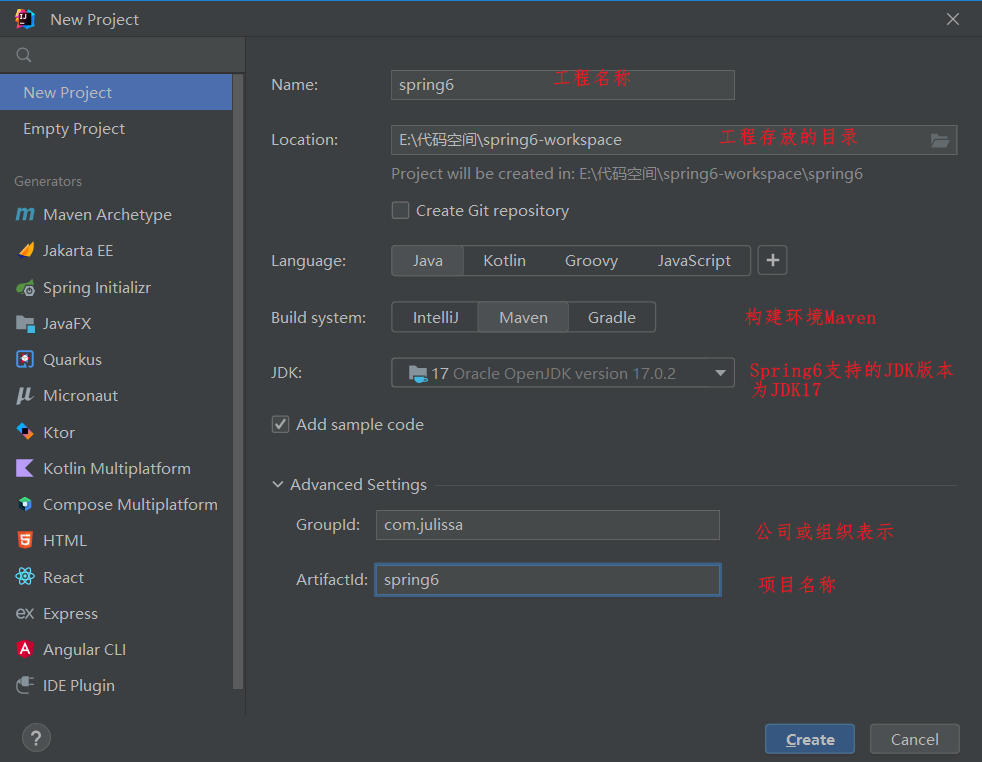 New Project
New Project
Empty Project
Generators
Maven Archetype
Jakarta EE
Spring Initializr
JavaFX
Quarkus
Micronaut
Ktor
Kotlin Multiplatform
Compose Multiplatform
HTML
React
Express
Angular CLI
IDE Plugin
Name: spring6 工程名称
Location: E:\代码空间\spring6-workspace 工程存放的目录
Project will be created in: E:\代码空间\spring6-workspace\spring6
Create Git repository
Language: Java Kotlin Groovy JavaScript +
Build system: IntelliJ Maven Gradle 构建环境Maven
JDK: 17 Oracle OpenJDK version 17.0.2 Spring6支持的JDK版本
为JDK17
Add sample code
Advanced Settings
GroupId: com.julissa 公司或组织表示
ArtifactId: spring6 项目名称
? Create Cancel